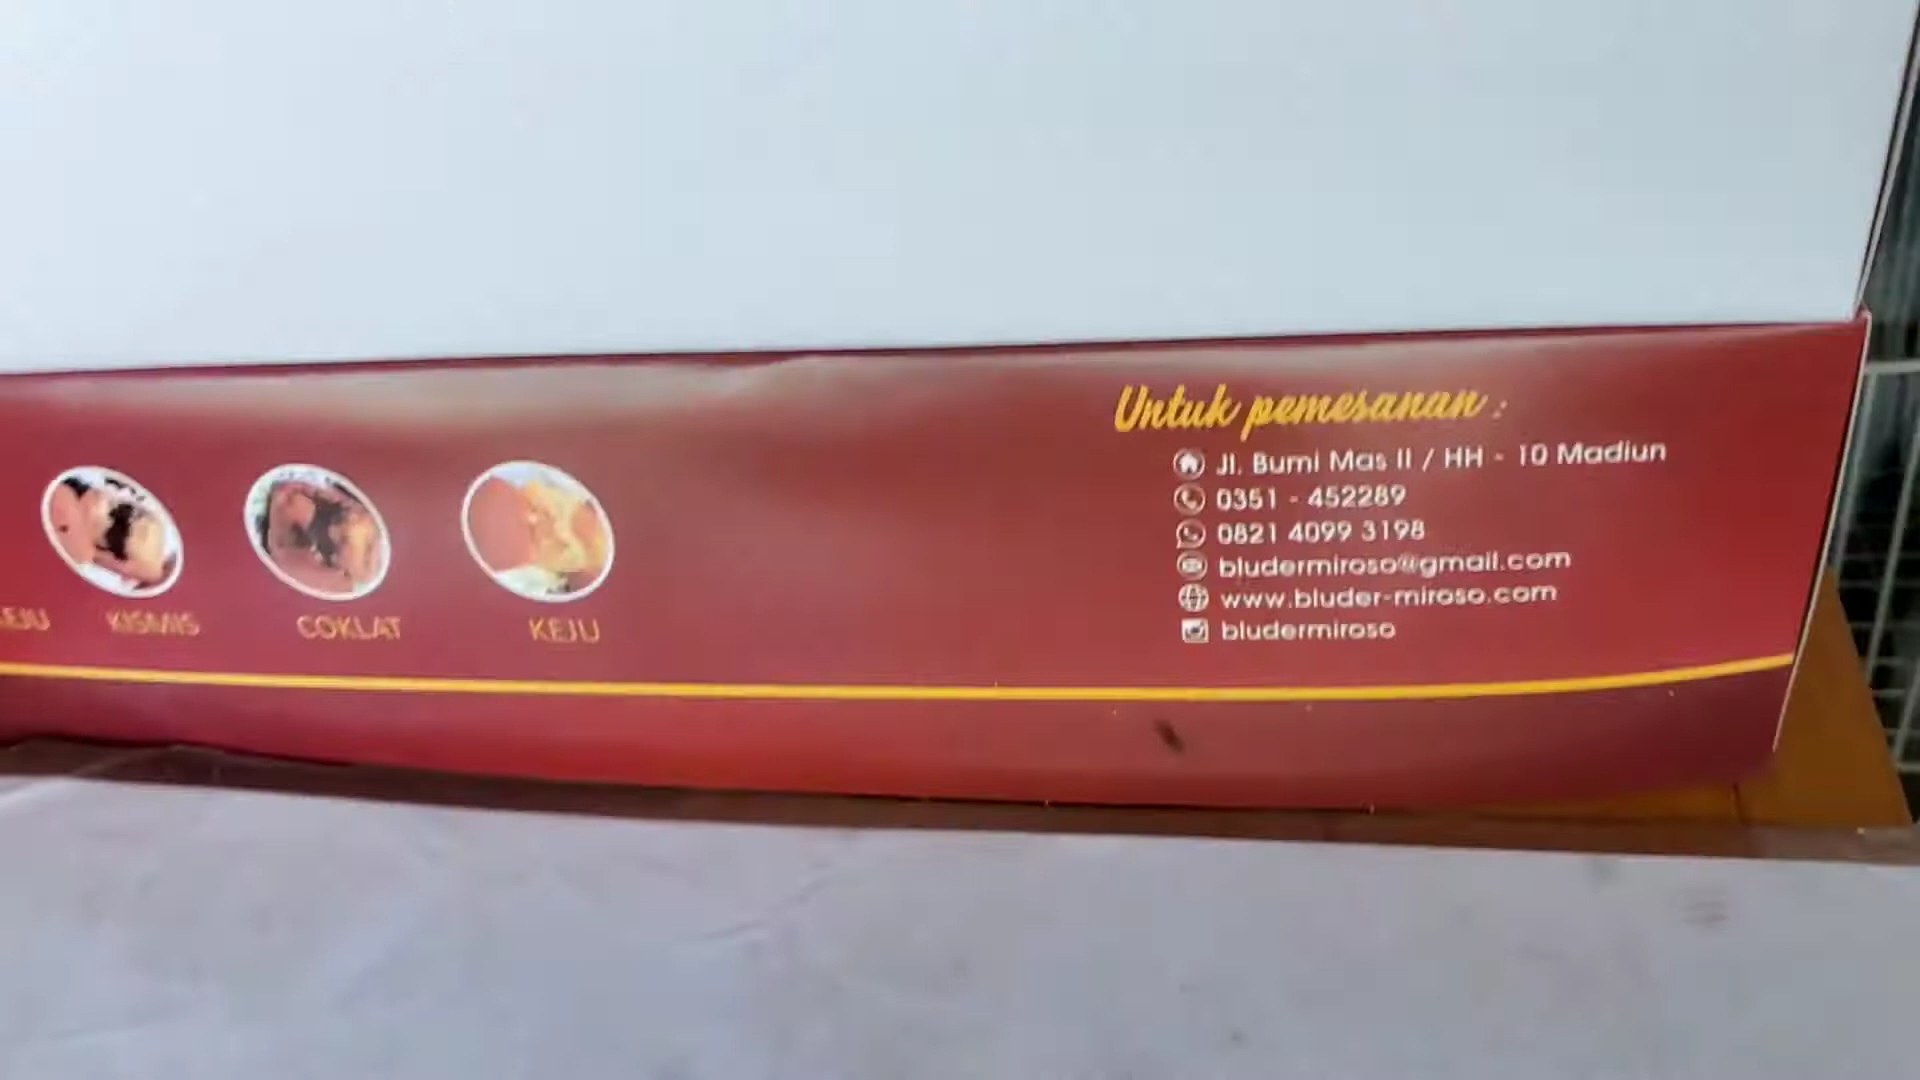 Untuk pemesanan :
Jl. Bumi Mas II / HH - 10 Madiun
0351 - 452289
0821 4099 3198
bludermiroso@gmail.com
www.bluder-miroso.com
bludermiroso
KISMIS
COKLAT
KEJU